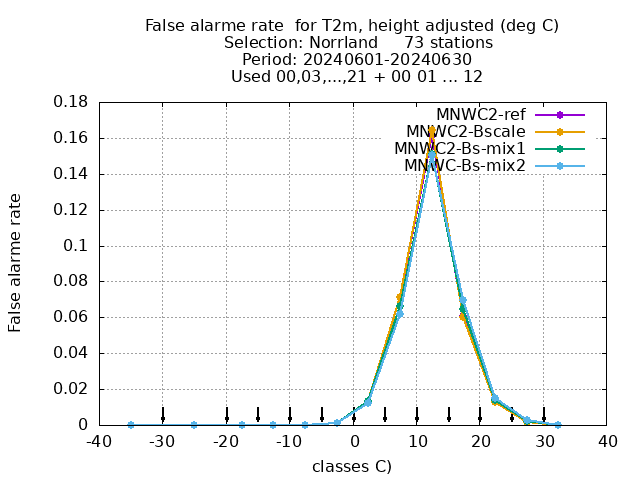 False alarme rate  for T2m, height adjusted (deg C)
Selection: Norrland     73 stations
Period: 20240601-20240630
Used 00,03,...,21 + 00 01 ... 12
MNWC2-ref
MNWC2-Bscale
MNWC2-Bs-mix1
MNWC-Bs-mix2
False alarme rate
0.18
0.16
0.14
0.12
0.1
0.08
0.06
0.04
0.02
0
-40 -30 -20 -10 0 10 20 30 40
classes C)